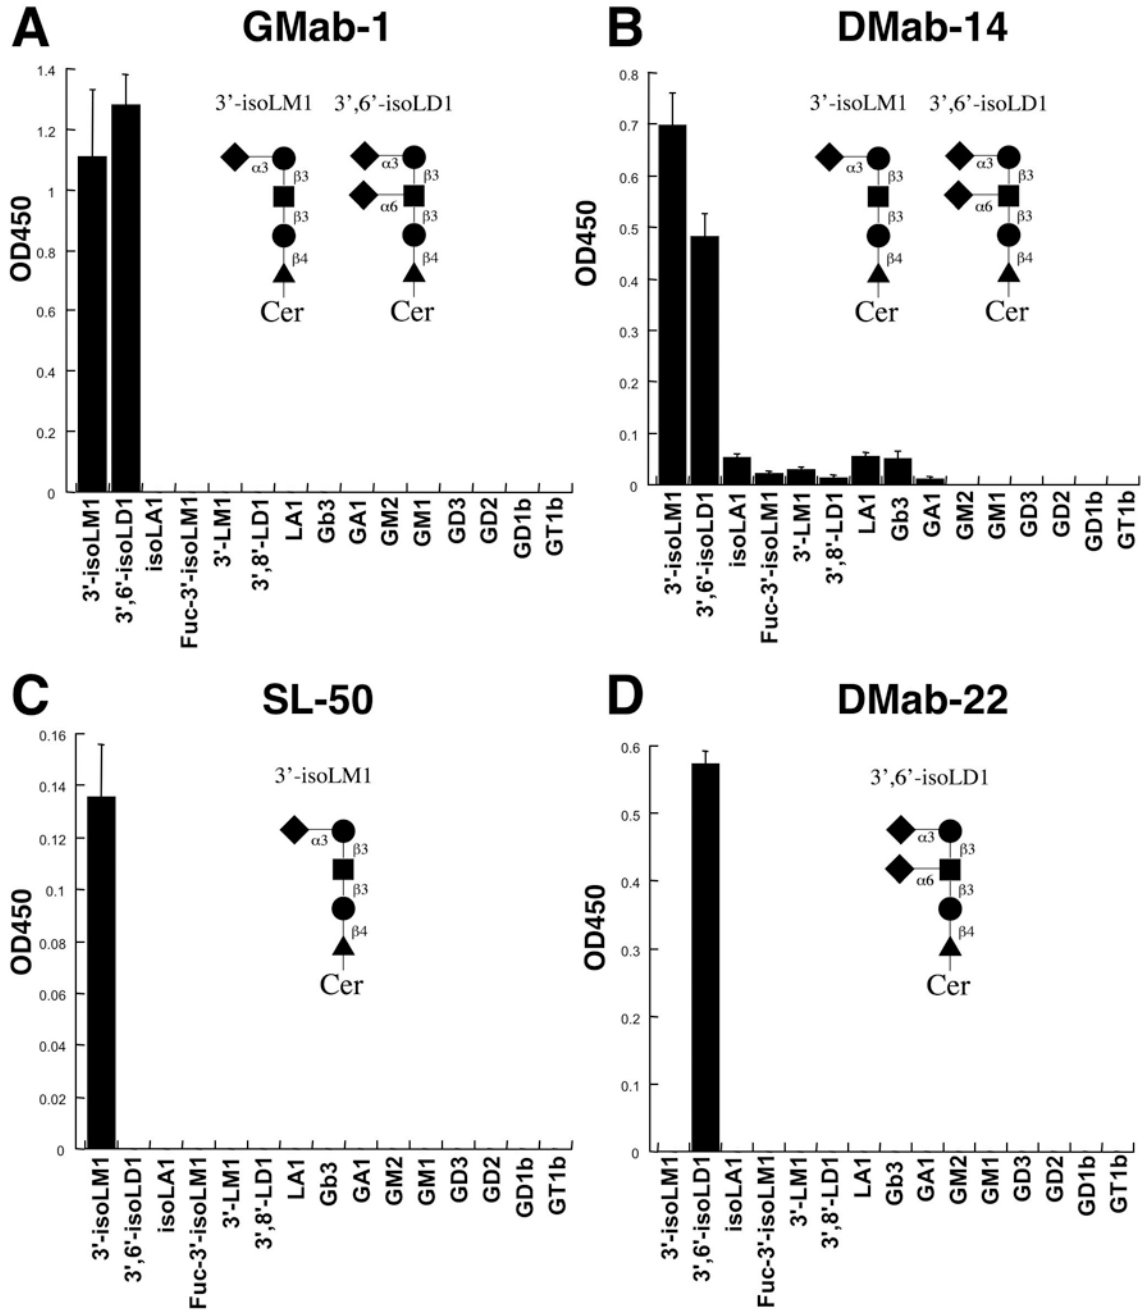 A
GMab-1
1.4
1.2
1
0.8
0.6
0.4
0.2
0
OD450
3’-isoLM1
3’,6’-isoLD1
α3
β3
β3
β4
Cer
α3
β3
α6
β3
β4
Cer
3'-isoLM1
3',6'-isoLD1
isoLA1
Fuc-3'-isoLM1
3'-LM1
3',8'-LD1
LA1
Gb3
GA1
GM2
GM1
GD3
GD2
GD1b
GT1b
B
DMab-14
0.8
0.7
0.6
0.5
0.4
0.3
0.2
0.1
0
OD450
3’-isoLM1
3’,6’-isoLD1
α3
β3
β3
β4
Cer
α3
β3
α6
β3
β4
Cer
3'-isoLM1
3',6'-isoLD1
isoLA1
Fuc-3'-isoLM1
3'-LM1
3',8'-LD1
LA1
Gb3
GA1
GM2
GM1
GD3
GD2
GD1b
GT1b
C
SL-50
0.16
0.14
0.12
0.1
0.08
0.06
0.04
0.02
0
OD450
3’-isoLM1
α3
β3
β3
β4
Cer
3'-isoLM1
3',6'-isoLD1
isoLA1
Fuc-3'-isoLM1
3'-LM1
3',8'-LD1
LA1
Gb3
GA1
GM2
GM1
GD3
GD2
GD1b
GT1b
D
DMab-22
0.6
0.5
0.4
0.3
0.2
0.1
0
OD450
3’,6’-isoLD1
α3
β3
α6
β3
β4
Cer
3'-isoLM1
3',6'-isoLD1
isoLA1
Fuc-3'-isoLM1
3'-LM1
3',8'-LD1
LA1
Gb3
GA1
GM2
GM1
GD3
GD2
GD1b
GT1b